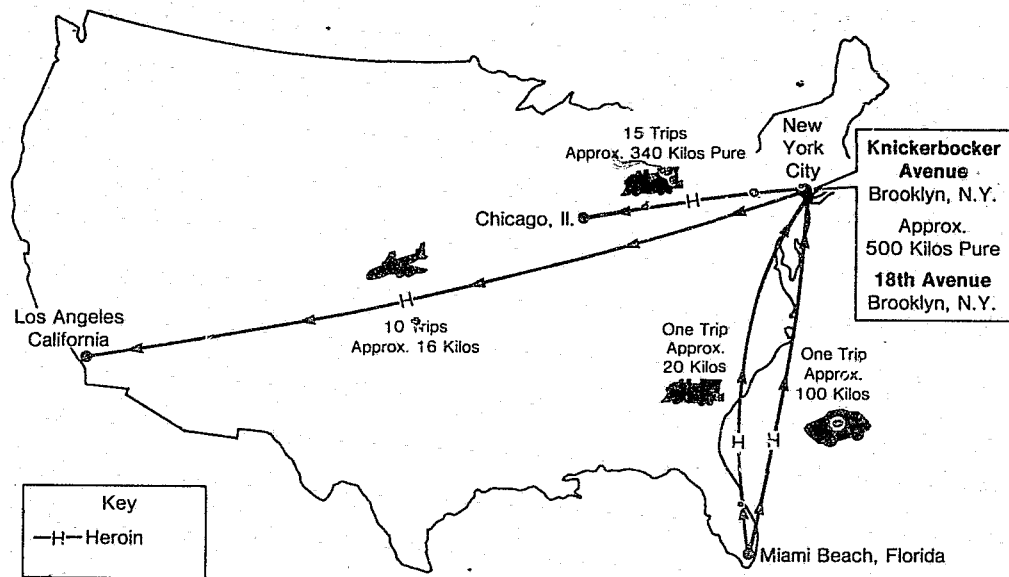 15 Trips
Approx. 340 Kilos Pure
New
York
City
Knickerbocker
Avenue
Brooklyn, N.Y.
Approx.
500 Kilos Pure
18th Avenue
Brooklyn, N.Y.
H
Chicago, Il.
H
Los Angeles
California
10 Trips
Approx. 16 Kilos
One Trip
Approx.
20 Kilos
One Trip
Approx.
100 Kilos
H
H
Key
H Heroin
Miami Beach, Florida